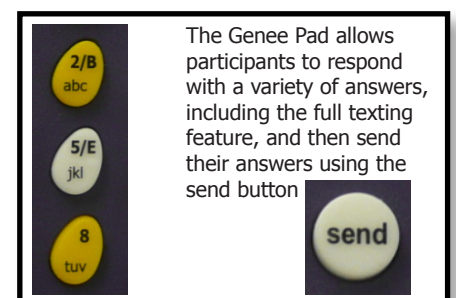 2/B
abc
5/E
jkl
8
tuv
The Genee Pad allows
participants to respond
with a variety of answers,
including the full texting
feature, and then send
their answers using the
send button
send